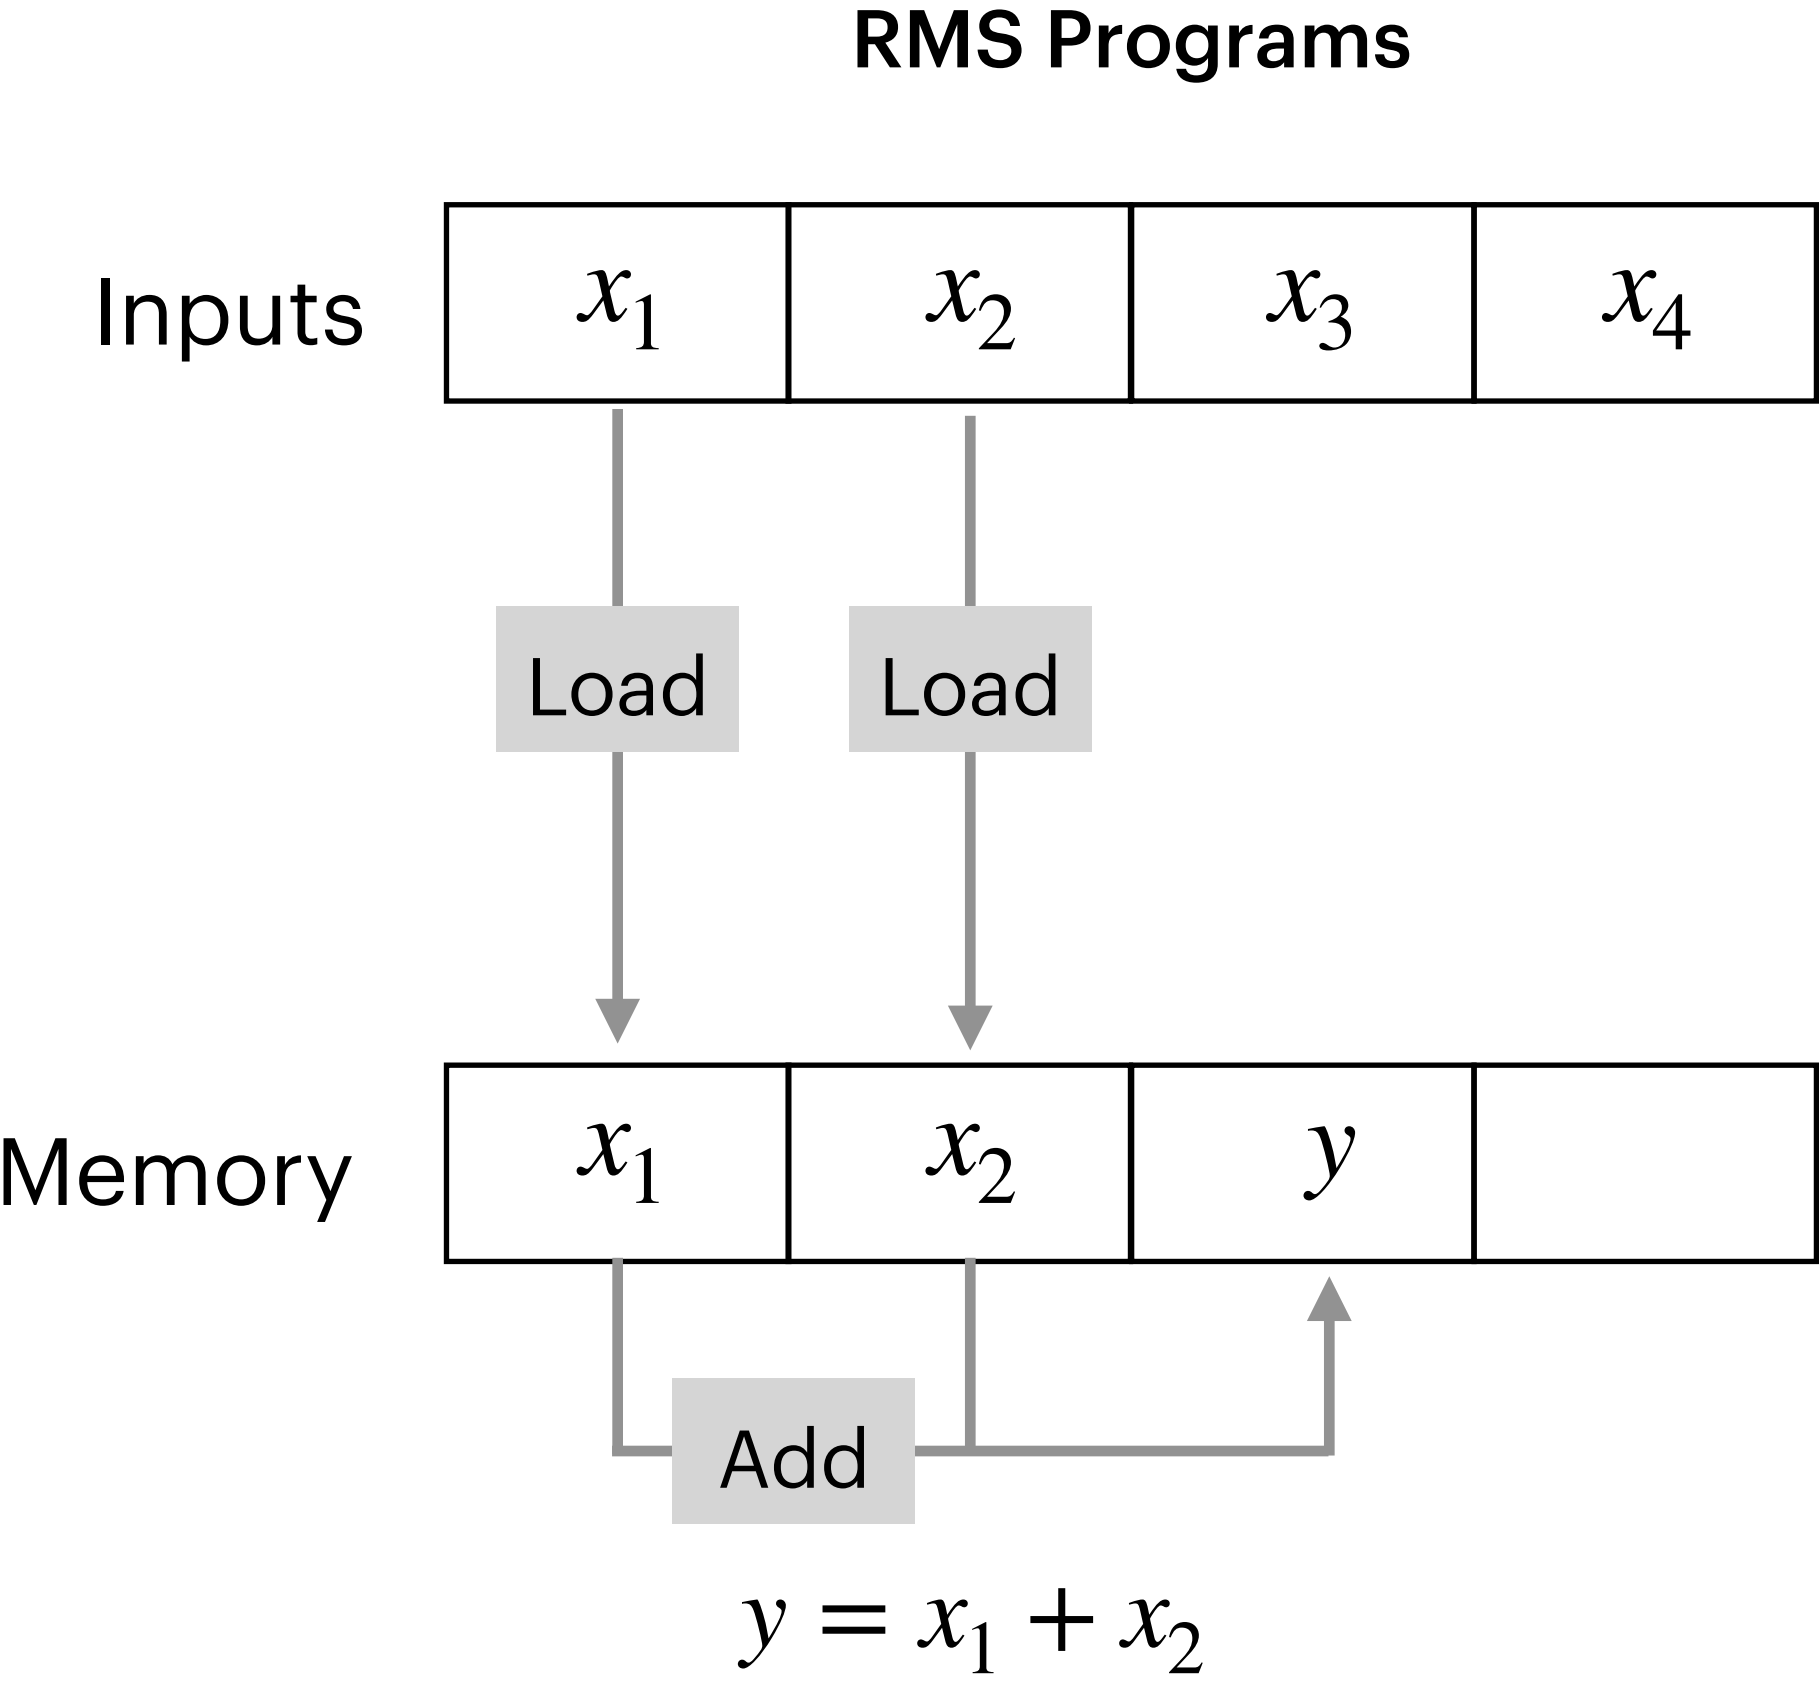 RMS Programs
Inputs x₁ x₂ x₃ x₄
Load Load
Memory x₁ x₂ y
Add
y = x₁ + x₂